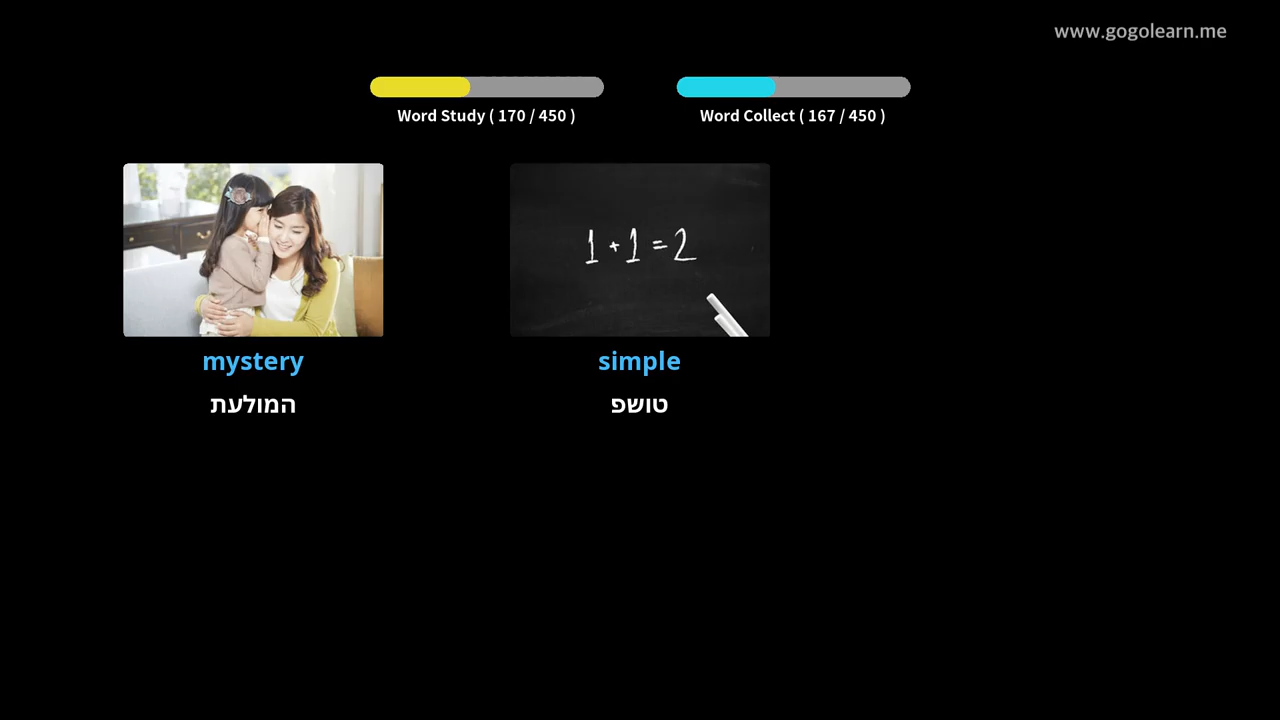 www.gogolearn.me
Word Study ( 170 / 450 )
Word Collect ( 167 / 450 )
1 + 1 = 2
mystery
המולעת
simple
טושפ